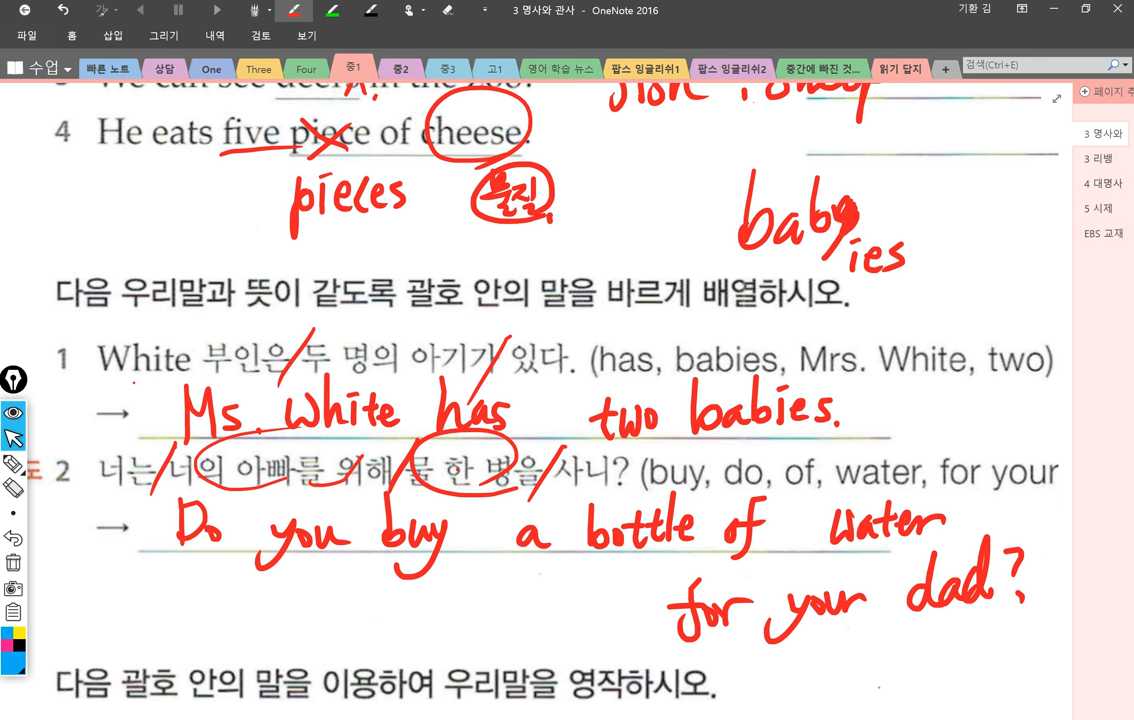 3 명사와 관사 - OneNote 2016
기환 김
파일 홈 삽입 그리기 내역 검토 보기
수업 빠른 노트 상담 One Three Four 중1 중2 중3 고1 영어 학습 뉴스 팝스 잉글리쉬1 팝스 잉글리쉬2 중간에 빠진 것... 읽기 답지 + 검색(Ctrl+E)
페이지 추
3 명사와
3 리뱅
4 대명사
5 시제
EBS 교재
4 He eats five piece of cheese.
pieces 물질
baby
ies
다음 우리말과 뜻이 같도록 괄호 안의 말을 바르게 배열하시오.
1 White 부인은 두 명의 아기가 있다. (has, babies, Mrs. White, two)
→ Ms. White has two babies.
2 너는 너의 아빠를 위해 물 한 병을 사니? (buy, do, of, water, for your
→ Do you buy a bottle of water
for your dad?
다음 괄호 안의 말을 이용하여 우리말을 영작하시오.